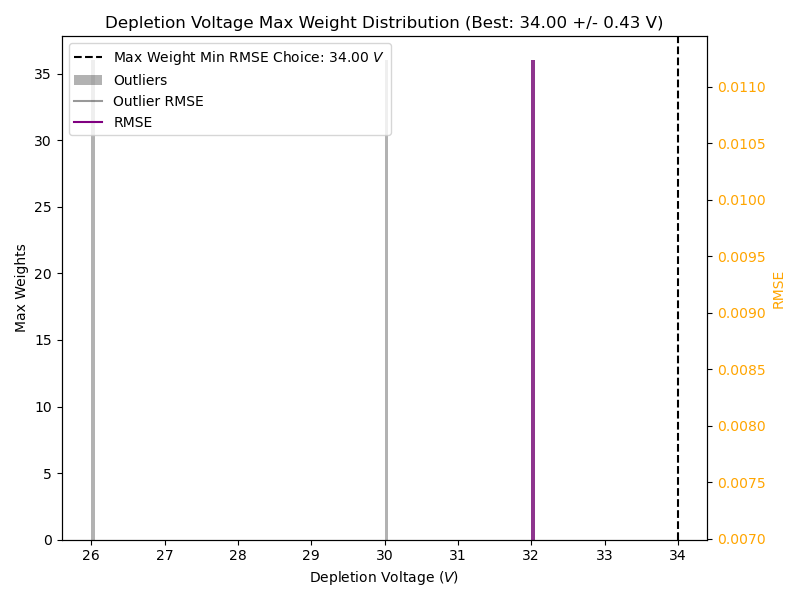 Depletion Voltage Max Weight Distribution (Best: 34.00 +/- 0.43 V)
Max Weight Min RMSE Choice: 34.00 V
Outliers
Outlier RMSE
RMSE
Max Weights
35
30
25
20
15
10
5
0
0.0110
0.0105
0.0100
0.0095
0.0090
0.0085
0.0080
0.0075
0.0070
RMSE
26 27 28 29 30 31 32 33 34
Depletion Voltage (V)